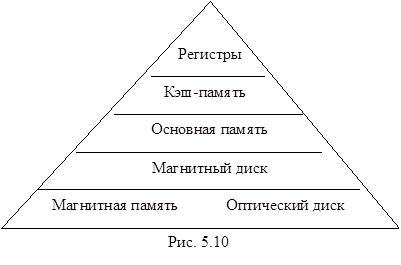 Регистры
Кэш-память
Основная память
Магнитный диск
Магнитная память Оптический диск
Рис. 5.10